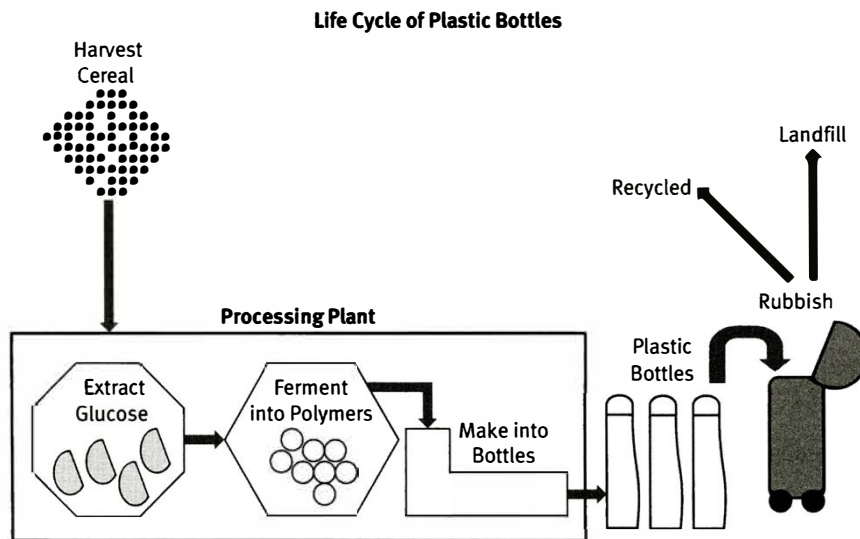 Life Cycle of Plastic Bottles
Harvest
Cereal
Landfill
Recycled
Rubbish
Processing Plant
Plastic
Bottles
Extract
Glucose
Ferment
into Polymers
Make into
Bottles